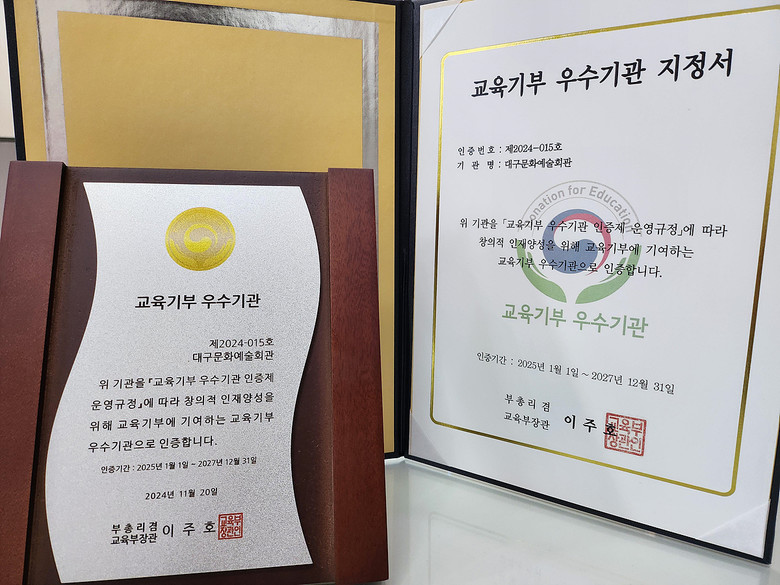 교육기부 우수기관
제2024-015호
대구문화예술회관
위 기관을 『교육기부 우수기관 인증제
운영규정』에 따라 창의적 인재양성을
위해 교육기부에 기여하는 교육기부
우수기관으로 인증합니다.
인증기간 : 2025년 1월 1일 ~ 2027년 12월 31일
2024년 11월 20일
부총리겸
교육부장관 이주호
교육부
장관인
교육기부 우수기관 지정서
인증번호 : 제2024-015호
기 관 명 : 대구문화예술회관
Donation for Education
위 기관을 「교육기부 우수기관 인증제 운영규정」에 따라
창의적 인재양성을 위해 교육기부에 기여하는
교육기부 우수기관으로 인증합니다.
교육기부 우수기관
인증기간 : 2025년 1월 1일 ~ 2027년 12월 31일
부총리겸
교육부장관 이주호
교육부
장관인